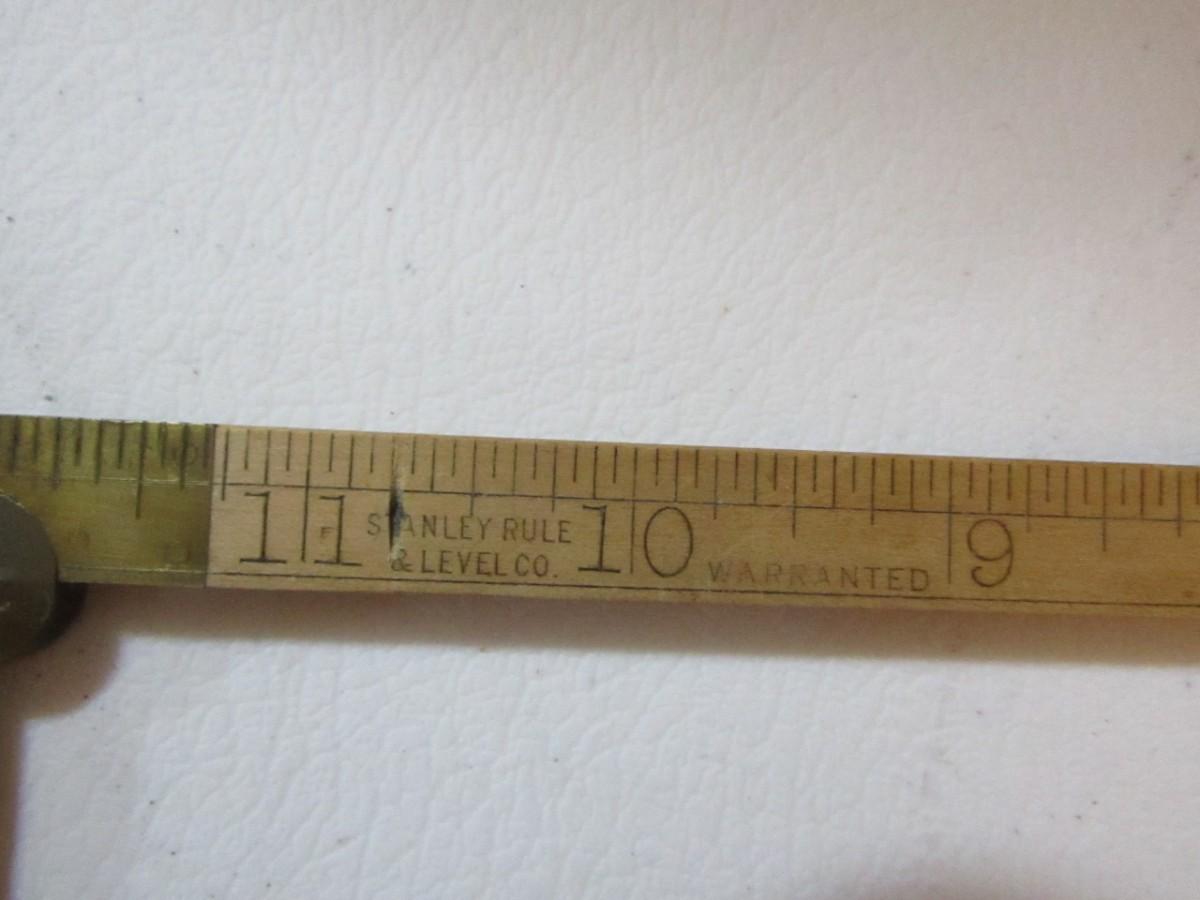 11 F STANLEY RULE 10 WARRANTED 9
& LEVEL CO.